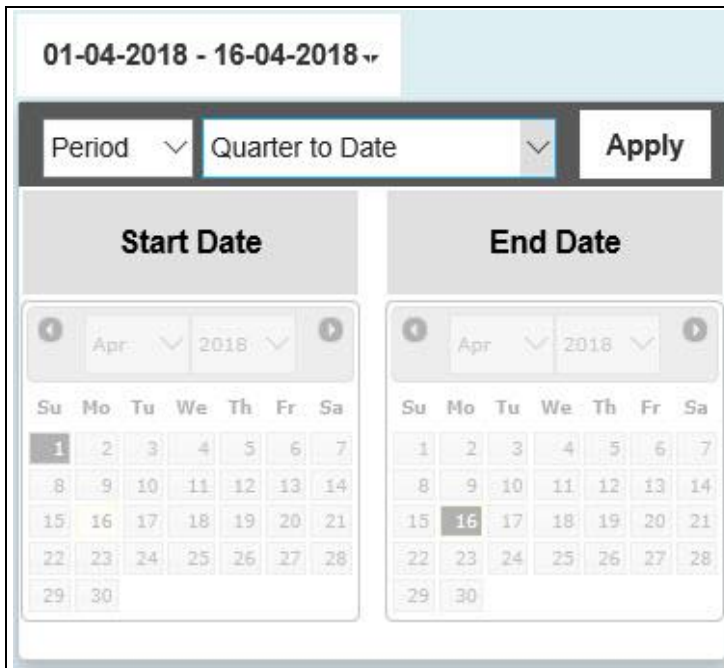 01-04-2018 - 16-04-2018
Period Quarter to Date Apply
Start Date End Date
Apr 2018 Apr 2018
Su Mo Tu We Th Fr Sa Su Mo Tu We Th Fr Sa
1 2 3 4 5 6 7 1 2 3 4 5 6 7
8 9 10 11 12 13 14 8 9 10 11 12 13 14
15 16 17 18 19 20 21 15 16 17 18 19 20 21
22 23 24 25 26 27 28 22 23 24 25 26 27 28
29 30 29 30